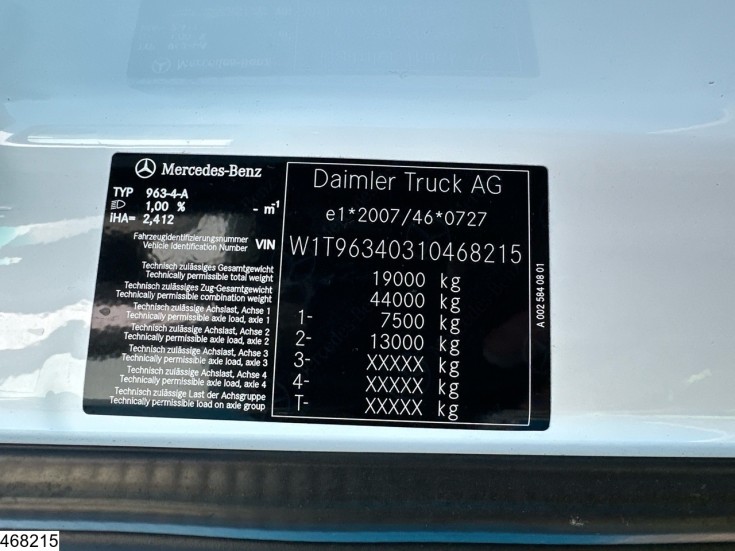 Mercedes-Benz
Mercedes-Benz
TYP 963-4-A
1,00 % - m⁻¹
iHA= 2,412
Fahrzeugidentifizierungsnummer
Vehicle Identification Number VIN
Technisch zulässiges Gesamtgewicht
Technically permissible total weight
Technisch zulässiges Zug-Gesamtgewicht
Technically permissible combination weight
Technisch zulässige Achslast, Achse 1
Technically permissible axle load, axle 1
Technisch zulässige Achslast, Achse 2
Technically permissible axle load, axle 2
Technisch zulässige Achslast, Achse 3
Technically permissible axle load, axle 3
Technisch zulässige Achslast, Achse 4
Technically permissible axle load, axle 4
Technisch zulässige Last der Achsgruppe
Technically permissible load on axle group
Daimler Truck AG
e1*2007/46*0727
W1T96340310468215
19000 kg
44000 kg
1- 7500 kg
2- 13000 kg
3- XXXXX kg
4- XXXXX kg
T- XXXXX kg
A 002 584 08 01
468215